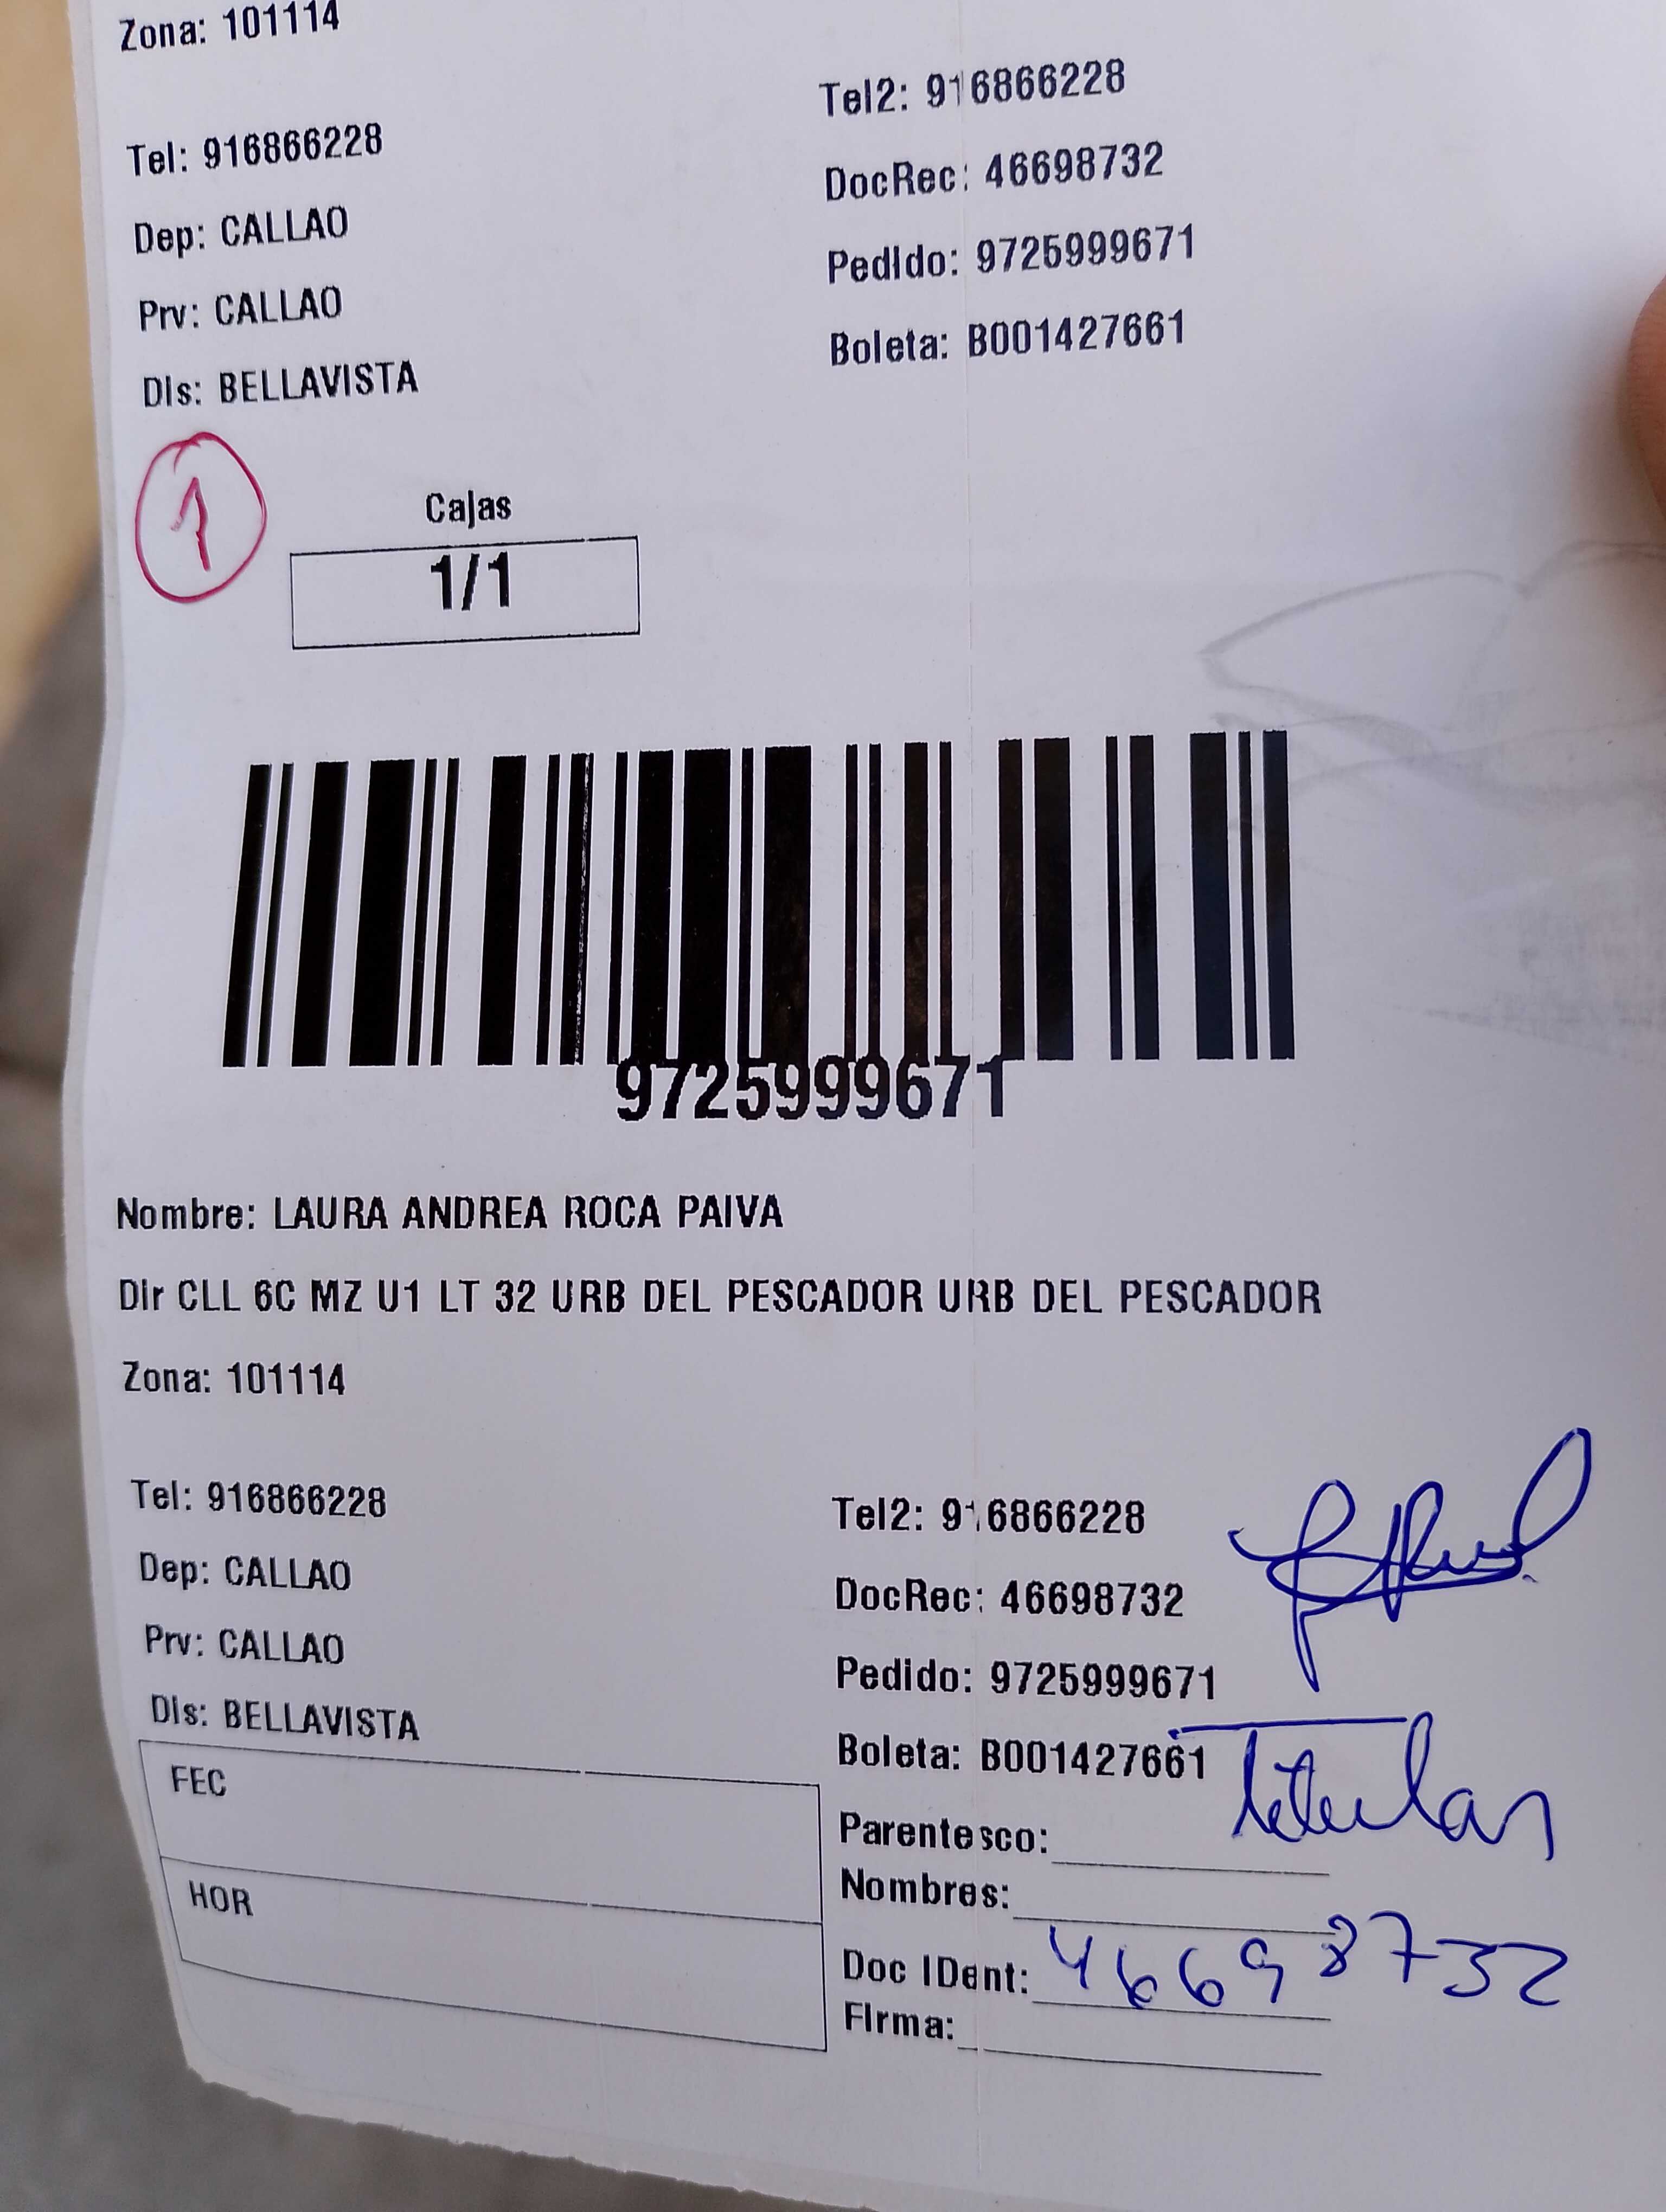 Zona: 101114
Tel: 916866228
Tel2: 916866228
Dep: CALLAO
DocRec: 46698732
Prv: CALLAO
Pedido: 9725999671
Dis: BELLAVISTA
Boleta: B001427661
1
Cajas
1/1
9725999671
Nombre: LAURA ANDREA ROCA PAIVA
Dir CLL 6C MZ U1 LT 32 URB DEL PESCADOR URB DEL PESCADOR
Zona: 101114
Tel: 916866228
Tel2: 916866228
Dep: CALLAO
DocRec: 46698732
Prv: CALLAO
Pedido: 9725999671
Dis: BELLAVISTA
Boleta: B001427661
FEC
HOR
Parentesco: titular
Nombres:
Doc IDent: 46698732
Firma: